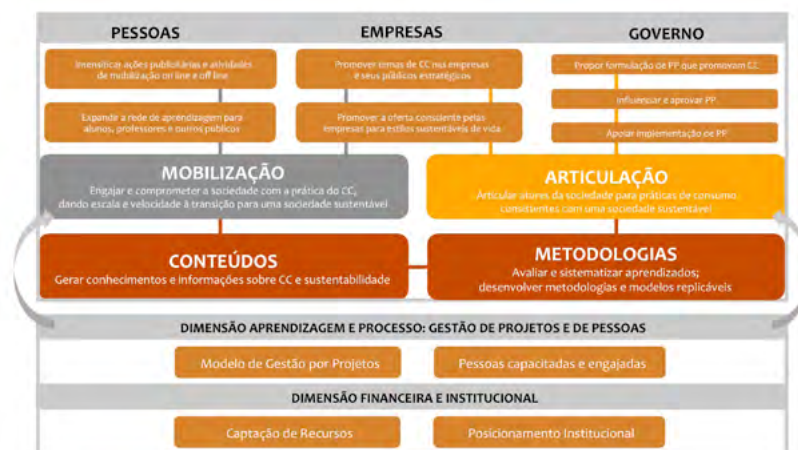 PESSOAS
EMPRESAS
GOVERNO
Intensificar ações publicitárias e atividades
de mobilização on line e off line
Promover temas de CC nas empresas
e seus públicos estratégicos
Propor formulação de PP que promovam CC
Expandir a rede de aprendizagem para
alunos, professores e outros públicos
Promover a oferta consciente pelas
empresas para estilos sustentáveis de vida
Influenciar e aprovar PP
Apoiar implementação de PP
MOBILIZAÇÃO
Engajar e comprometer a sociedade com a prática do CC,
dando escala e velocidade à transição para uma sociedade sustentável
ARTICULAÇÃO
Articular atores da sociedade para práticas de consumo
consistentes com uma sociedade sustentável
CONTEÚDOS
Gerar conhecimentos e informações sobre CC e sustentabilidade
METODOLOGIAS
Avaliar e sistematizar aprendizados;
desenvolver metodologias e modelos replicáveis
DIMENSÃO APRENDIZAGEM E PROCESSO: GESTÃO DE PROJETOS E DE PESSOAS
Modelo de Gestão por Projetos
Pessoas capacitadas e engajadas
DIMENSÃO FINANCEIRA E INSTITUCIONAL
Captação de Recursos
Posicionamento Institucional